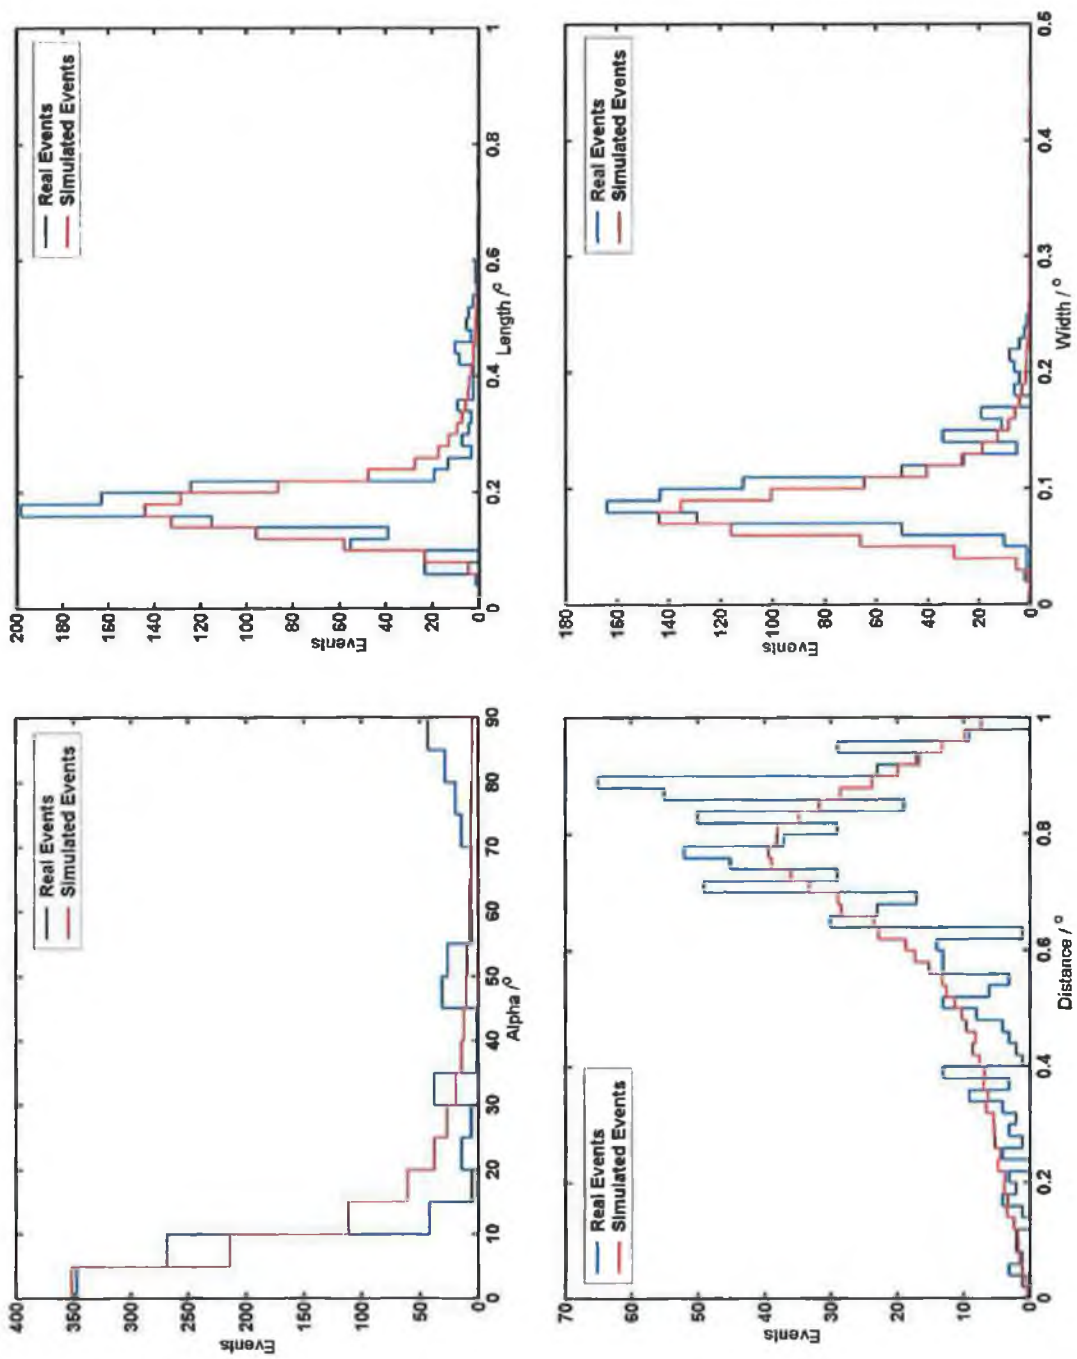 400
350
300
250
200
150
100
50
0
Events
Real Events
Simulated Events
0 10 20 30 40 50 60 70 80 90
Alpha /°
200
180
160
140
120
100
80
60
40
20
0
Events
Real Events
Simulated Events
0 0.2 0.4 0.6 0.8 1
Length /°
70
60
50
40
30
20
10
0
Events
Real Events
Simulated Events
0 0.2 0.4 0.6 0.8 1
Distance / °
180
160
140
120
100
80
60
40
20
0
Events
Real Events
Simulated Events
0 0.1 0.2 0.3 0.4 0.5
Width / °